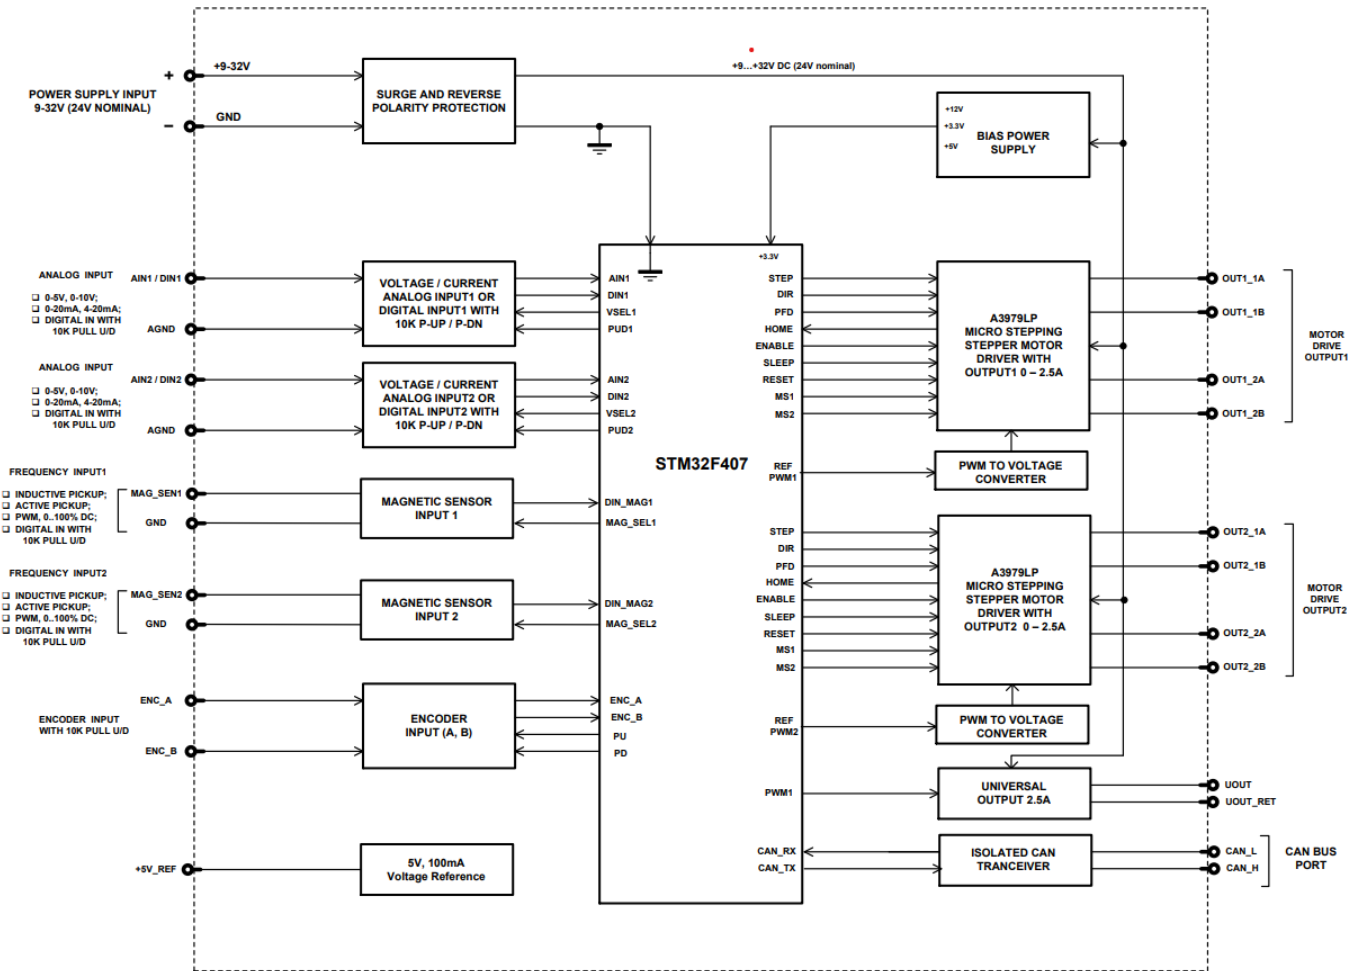 +9-32V
+9...+32V DC (24V nominal)
+
POWER SUPPLY INPUT
9-32V (24V NOMINAL)
GND
–
SURGE AND REVERSE
POLARITY PROTECTION
+12V
+3.3V
+5V
BIAS POWER
SUPPLY
ANALOG INPUT
AIN1 / DIN1
❑ 0-5V, 0-10V;
❑ 0-20mA, 4-20mA;
❑ DIGITAL IN WITH
10K PULL U/D
AGND
VOLTAGE / CURRENT
ANALOG INPUT1 OR
DIGITAL INPUT1 WITH
10K P-UP / P-DN
AIN1
DIN1
VSEL1
PUD1
ANALOG INPUT
AIN2 / DIN2
❑ 0-5V, 0-10V;
❑ 0-20mA, 4-20mA;
❑ DIGITAL IN WITH
10K PULL U/D
AGND
VOLTAGE / CURRENT
ANALOG INPUT2 OR
DIGITAL INPUT2 WITH
10K P-UP / P-DN
AIN2
DIN2
VSEL2
PUD2
FREQUENCY INPUT1
❑ INDUCTIVE PICKUP;
❑ ACTIVE PICKUP;
❑ PWM, 0..100% DC;
❑ DIGITAL IN WITH
10K PULL U/D
MAG_SEN1
GND
MAGNETIC SENSOR
INPUT 1
DIN_MAG1
MAG_SEL1
FREQUENCY INPUT2
❑ INDUCTIVE PICKUP;
❑ ACTIVE PICKUP;
❑ PWM, 0..100% DC;
❑ DIGITAL IN WITH
10K PULL U/D
MAG_SEN2
GND
MAGNETIC SENSOR
INPUT 2
DIN_MAG2
MAG_SEL2
ENCODER INPUT
WITH 10K PULL U/D
ENC_A
ENC_B
ENCODER
INPUT (A, B)
ENC_A
ENC_B
PU
PD
+5V_REF
5V, 100mA
Voltage Reference
STM32F407
+3.3V
STEP
DIR
PFD
HOME
ENABLE
SLEEP
RESET
MS1
MS2
REF
PWM1
A3979LP
MICRO STEPPING
STEPPER MOTOR
DRIVER WITH
OUTPUT1 0 – 2.5A
PWM TO VOLTAGE
CONVERTER
OUT1_1A
OUT1_1B
OUT1_2A
OUT1_2B
MOTOR
DRIVE
OUTPUT1
STEP
DIR
PFD
HOME
ENABLE
SLEEP
RESET
MS1
MS2
REF
PWM2
A3979LP
MICRO STEPPING
STEPPER MOTOR
DRIVER WITH
OUTPUT2 0 – 2.5A
PWM TO VOLTAGE
CONVERTER
OUT2_1A
OUT2_1B
OUT2_2A
OUT2_2B
MOTOR
DRIVE
OUTPUT2
PWM1
UNIVERSAL
OUTPUT 2.5A
UOUT
UOUT_RET
CAN_RX
CAN_TX
ISOLATED CAN
TRANCEIVER
CAN_L
CAN_H
CAN BUS
PORT